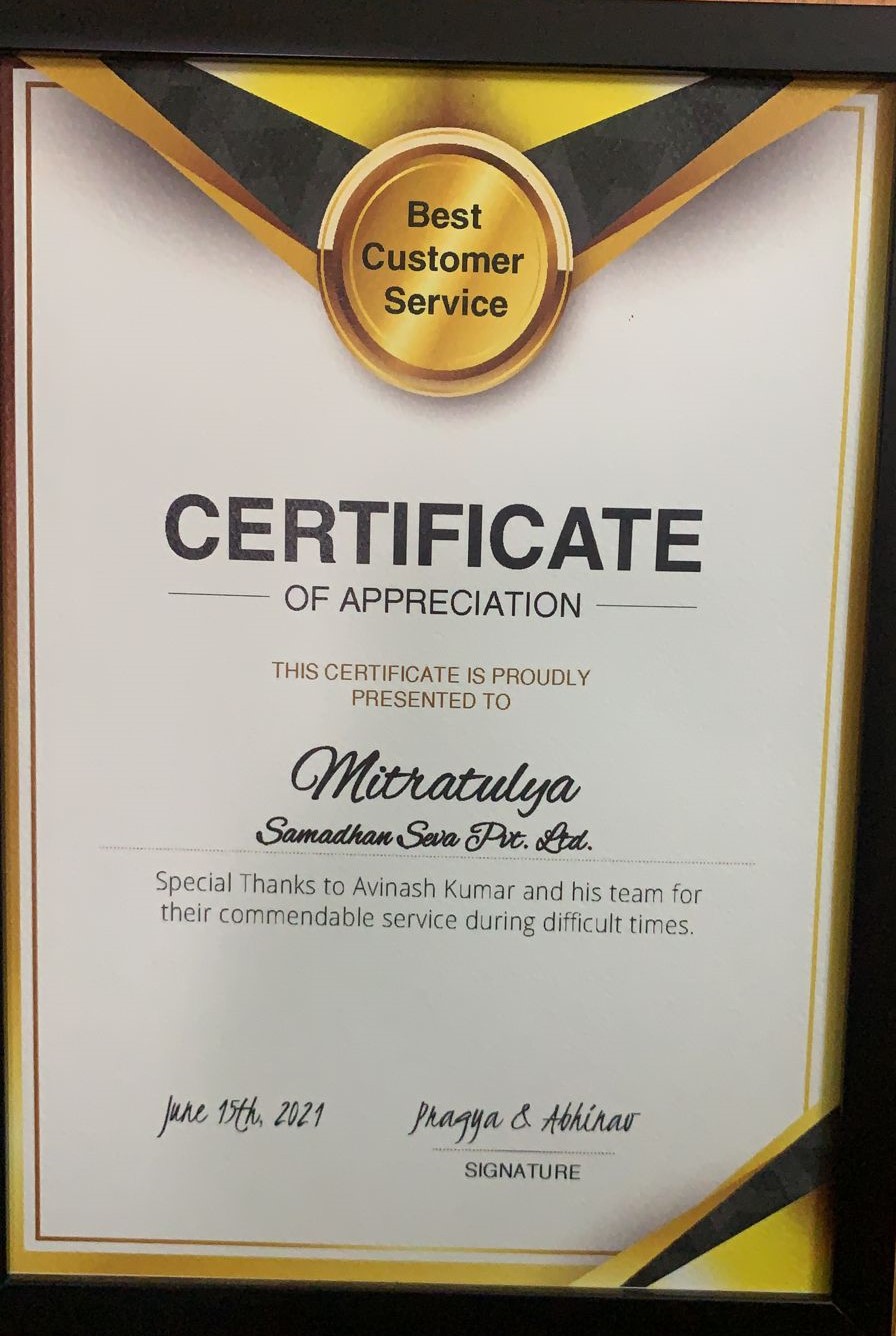 Best
Customer
Service
CERTIFICATE
OF APPRECIATION
THIS CERTIFICATE IS PROUDLY
PRESENTED TO
Mitratulya
Samadhan Seva Pvt. Ltd.
Special Thanks to Avinash Kumar and his team for
their commendable service during difficult times.
June 15th, 2021
Pragya & Abhinav
SIGNATURE